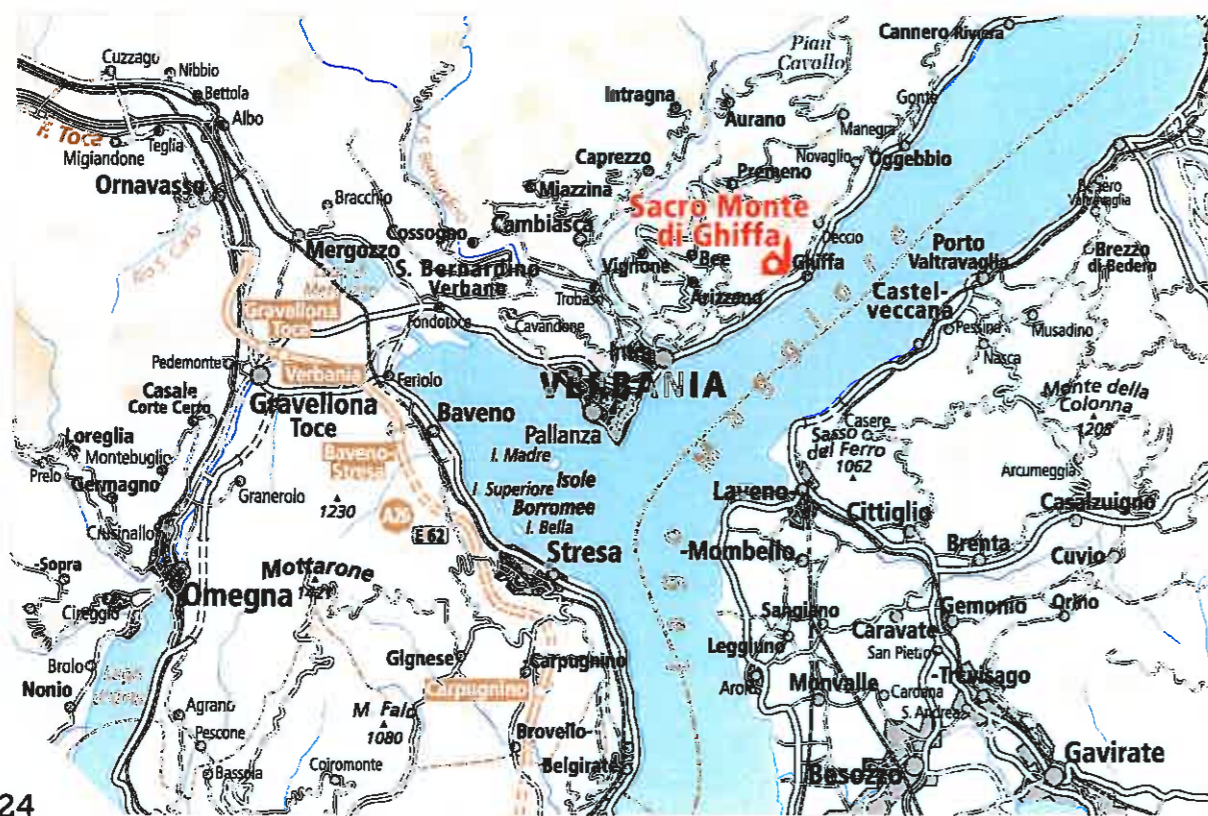 Cannero Riviera
Pian
Cavallo
Cuzzago
Nibbio
Bettola
Albo
F. Toce
Teglia
Migiandone
Ornavasso
Intragna
Aurano
Gonte
Manegra
Novaglio
Oggebbio
Caprezzo
Premeno
Miazzina
Bracchio
Sacro Monte
di Ghiffa
Cossogno
Cambiasca
Deccio
Mergozzo
S. Bernardino
Verbano
Vignone
Bee
Ghiffa
Arizzano
Trobaso
Porto
Valtravaglia
Brezzo
di Bedero
Castel-
veccana
Pessina
Musadino
Nasca
Gravellona
Toce
Fondotoce
Cavandone
Pedemonte
Verbania
Feriolo
VERBANIA
Casale
Corte Cerro
Gravellona
Toce
Baveno
Pallanza
I. Madre
Monte della
Colonna
1203
Casere
Sasso
del Ferro
1062
Loreglia
Montebuglio
Prelo
Germagno
Baveno-
Stresa
Granerolo
1230
A26
E 62
I. Superiore
Isole
Borromee
I. Bella
Arcumeggia
Laveno-
-Mombello
Cittiglio
Casalzuigno
Brenta
Cuvio
Crusinallo
Stresa
-Sopra
Mottarone
Omegna
Cireggio
Sangiano
Gemonio
Orino
Leggiuno
Caravate
San Pietro
Brolo
Nonio
Gignese
-Carpugnino
Carpugnino
Arolo
Monvalle
Cardana
-Trevisago
S. Andrea
Agrano
M. Falò
1080
Pescone
Brovello-
Bassola
Coiromonte
Belgirate
Besozzo
Gavirate
24